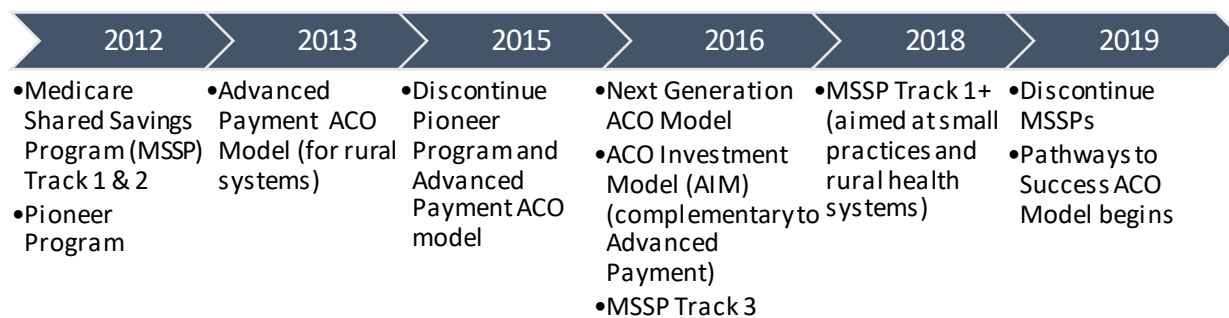 2012
•Medicare
Shared Savings
Program (MSSP)
Track 1 & 2
•Pioneer
Program
2013
•Advanced
Payment ACO
Model (for rural
systems)
2015
•Discontinue
Pioneer
Program and
Advanced
Payment ACO
model
2016
•Next Generation
ACO Model
•ACO Investment
Model (AIM)
(complementary to
Advanced
Payment)
•MSSP Track 3
2018
•MSSP Track 1+
(aimed at small
practices and
rural health
systems)
2019
•Discontinue
MSSPs
•Pathways to
Success ACO
Model begins